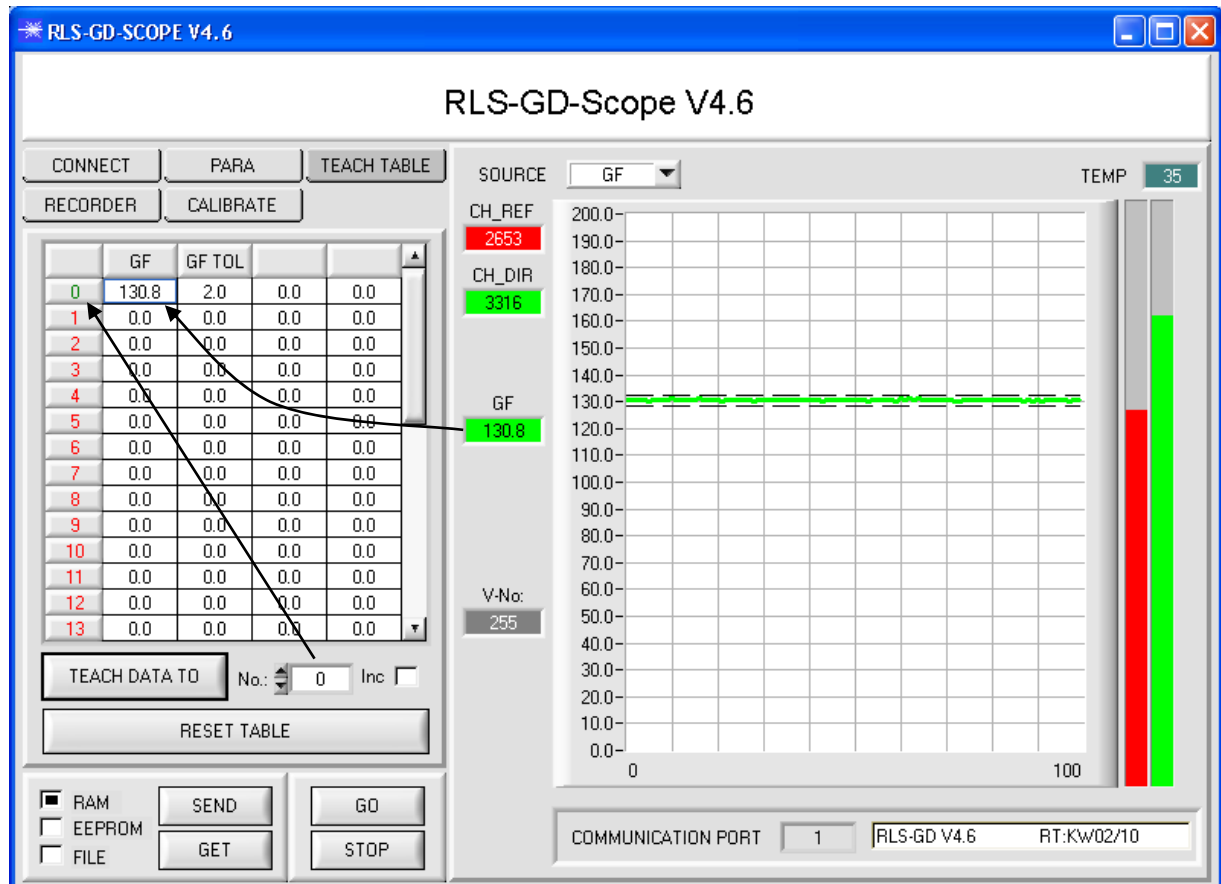 RLS-GD-SCOPE V4.6
RLS-GD-Scope V4.6
CONNECT PARA TEACH TABLE
RECORDER CALIBRATE
GF GF TOL
0 130.8 2.0 0.0 0.0
1 0.0 0.0 0.0 0.0
2 0.0 0.0 0.0 0.0
3 0.0 0.0 0.0 0.0
4 0.0 0.0 0.0 0.0
5 0.0 0.0 0.0 0.0
6 0.0 0.0 0.0 0.0
7 0.0 0.0 0.0 0.0
8 0.0 0.0 0.0 0.0
9 0.0 0.0 0.0 0.0
10 0.0 0.0 0.0 0.0
11 0.0 0.0 0.0 0.0
12 0.0 0.0 0.0 0.0
13 0.0 0.0 0.0 0.0
TEACH DATA TO No.: 0 Inc
RESET TABLE
RAM
EEPROM
FILE
SEND
GET
GO
STOP
SOURCE GF
TEMP 35
CH_REF
2653
CH_DIR
3316
GF
130.8
V-No:
255
200.0
190.0
180.0
170.0
160.0
150.0
140.0
130.0
120.0
110.0
100.0
90.0
80.0
70.0
60.0
50.0
40.0
30.0
20.0
10.0
0.0
0 100
COMMUNICATION PORT 1 RLS-GD V4.6 RT:KW02/10